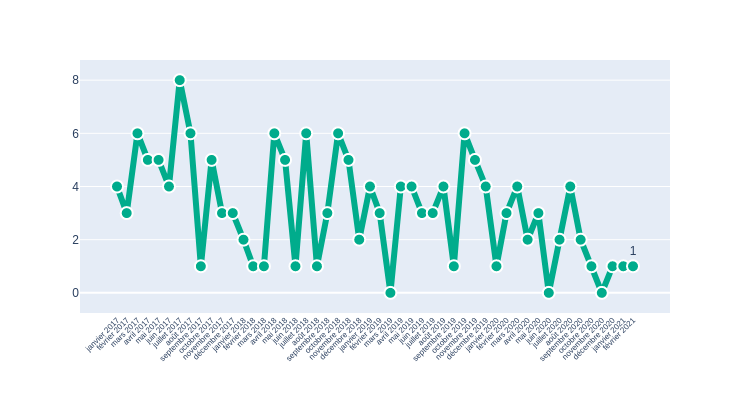 8
6
4
2
0
1
janvier 2017
février 2017
mars 2017
avril 2017
mai 2017
juin 2017
juillet 2017
août 2017
septembre 2017
octobre 2017
novembre 2017
décembre 2017
janvier 2018
février 2018
mars 2018
avril 2018
mai 2018
juin 2018
juillet 2018
août 2018
septembre 2018
octobre 2018
novembre 2018
décembre 2018
janvier 2019
février 2019
mars 2019
avril 2019
mai 2019
juin 2019
juillet 2019
août 2019
septembre 2019
octobre 2019
novembre 2019
décembre 2019
janvier 2020
février 2020
mars 2020
avril 2020
mai 2020
juin 2020
juillet 2020
août 2020
septembre 2020
octobre 2020
novembre 2020
décembre 2020
janvier 2021
février 2021